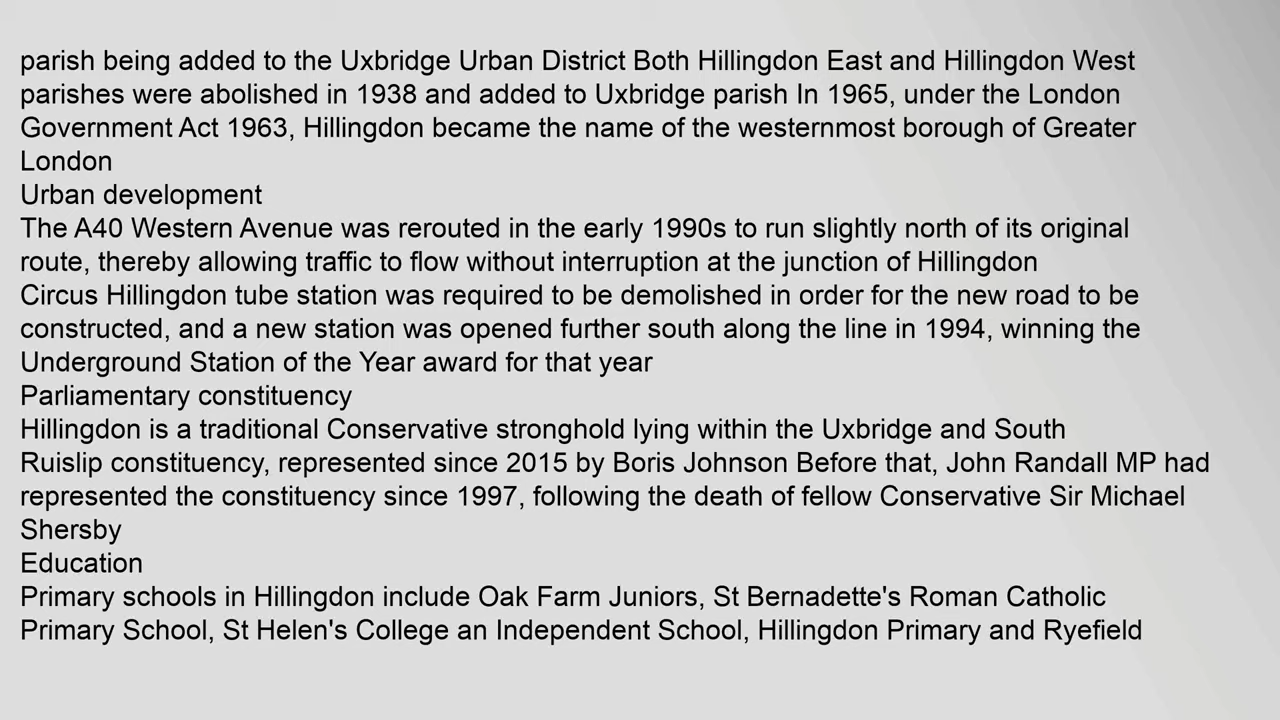 parish being added to the Uxbridge Urban District Both Hillingdon East and Hillingdon West
parishes were abolished in 1938 and added to Uxbridge parish In 1965, under the London
Government Act 1963, Hillingdon became the name of the westernmost borough of Greater
London
Urban development
The A40 Western Avenue was rerouted in the early 1990s to run slightly north of its original
route, thereby allowing traffic to flow without interruption at the junction of Hillingdon
Circus Hillingdon tube station was required to be demolished in order for the new road to be
constructed, and a new station was opened further south along the line in 1994, winning the
Underground Station of the Year award for that year
Parliamentary constituency
Hillingdon is a traditional Conservative stronghold lying within the Uxbridge and South
Ruislip constituency, represented since 2015 by Boris Johnson Before that, John Randall MP had
represented the constituency since 1997, following the death of fellow Conservative Sir Michael
Shersby
Education
Primary schools in Hillingdon include Oak Farm Juniors, St Bernadette's Roman Catholic
Primary School, St Helen's College an Independent School, Hillingdon Primary and Ryefield